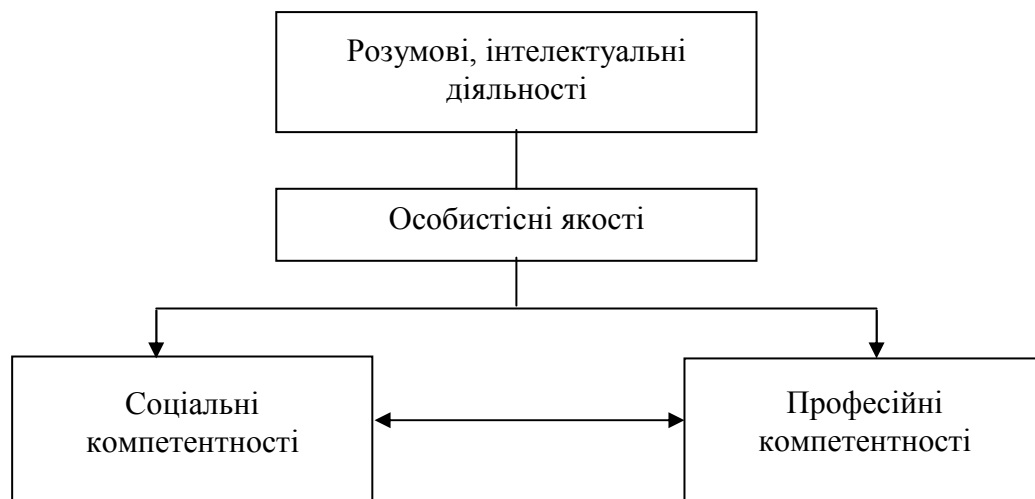 Розумові, інтелектуальні
діяльності
Особистісні якості
Соціальні
компетентності
Професійні
компетентності